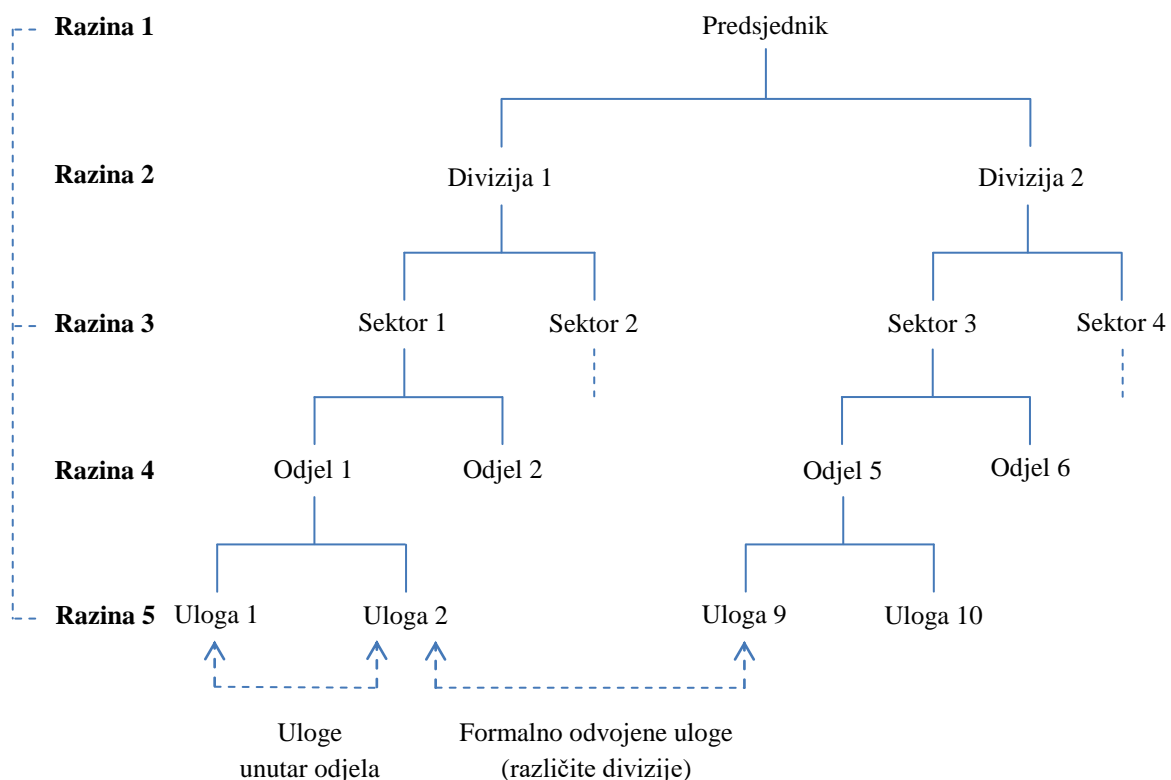 Razina 1 Predsjednik
Razina 2 Divizija 1 Divizija 2
Razina 3 Sektor 1 Sektor 2 Sektor 3 Sektor 4
Razina 4 Odjel 1 Odjel 2 Odjel 5 Odjel 6
Razina 5 Uloga 1 Uloga 2 Uloga 9 Uloga 10
Uloge
unutar odjela
Formalno odvojene uloge
(različite divizije)